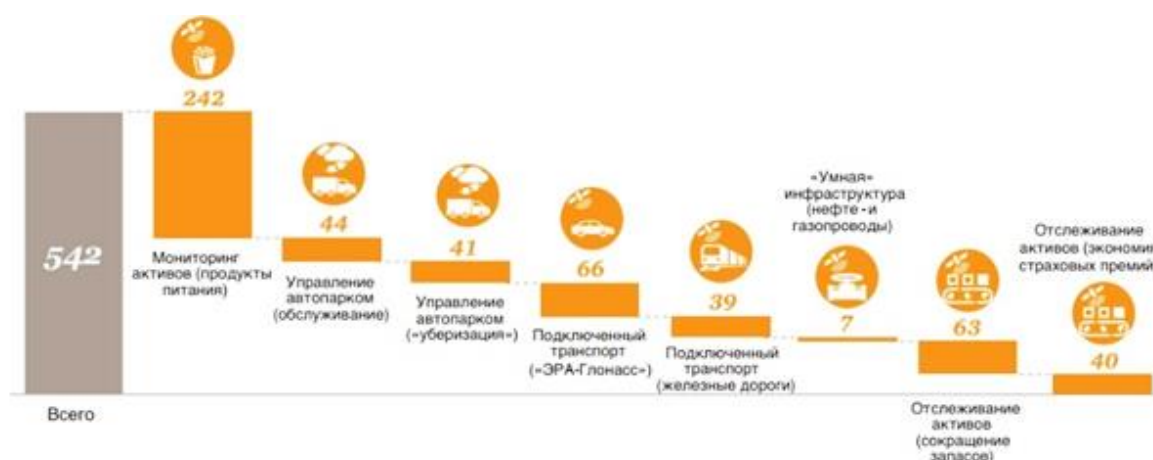 542
Всего
242
Мониторинг
активов (продукты
питания)
44
Управление
автопарком
(обслуживание)
41
Управление
автопарком
(«уберизация»)
66
Подключенный
транспорт
(«ЭРА-Глонасс»)
39
Подключенный
транспорт
(железные дороги)
«Умная»
инфраструктура
(нефте - и
газопроводы)
7
63
Отслеживание
активов
(сокращение
запасов)
Отслеживание
активов (экономия
страховых премий)
40